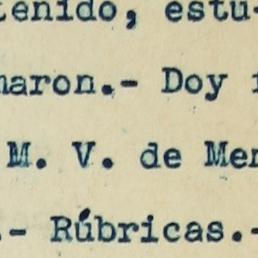 tenido, estu-
maron.- Doy f
M. V. de Men
.- Rúbricas.-